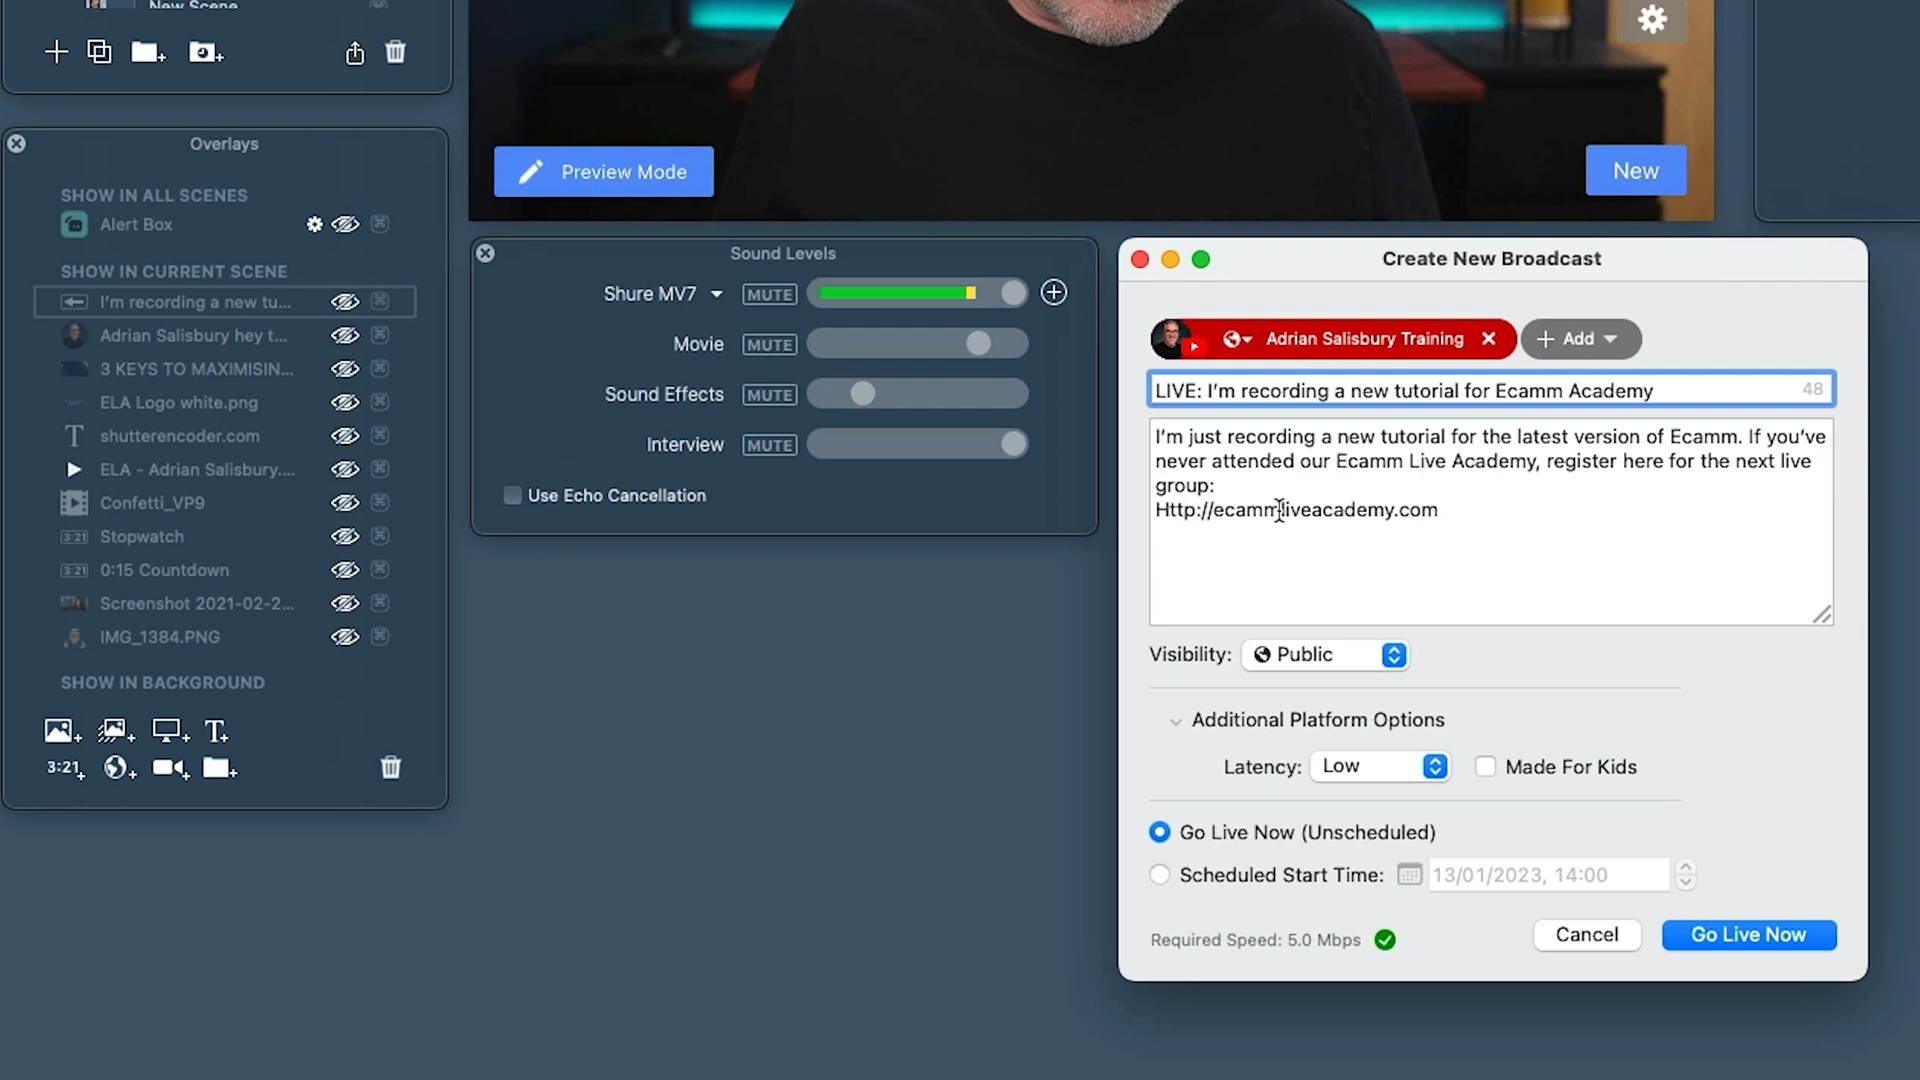 New Scene
Overlays
SHOW IN ALL SCENES
Alert Box
SHOW IN CURRENT SCENE
I'm recording a new tu...
Adrian Salisbury hey t...
3 KEYS TO MAXIMISIN...
ELA Logo white.png
shutterencoder.com
ELA - Adrian Salisbury....
Confetti_VP9
3:21 Stopwatch
3:21 0:15 Countdown
Screenshot 2021-02-2...
IMG_1384.PNG
SHOW IN BACKGROUND
3:21
Preview Mode
New
Sound Levels
Shure MV7 MUTE
Movie MUTE
Sound Effects MUTE
Interview MUTE
Use Echo Cancellation
Create New Broadcast
Adrian Salisbury Training
Add
LIVE: I'm recording a new tutorial for Ecamm Academy 48
I'm just recording a new tutorial for the latest version of Ecamm. If you've
never attended our Ecamm Live Academy, register here for the next live
group:
Http://ecammliveacademy.com
Visibility: Public
Additional Platform Options
Latency: Low Made For Kids
Go Live Now (Unscheduled)
Scheduled Start Time: 13/01/2023, 14:00
Required Speed: 5.0 Mbps
Cancel
Go Live Now